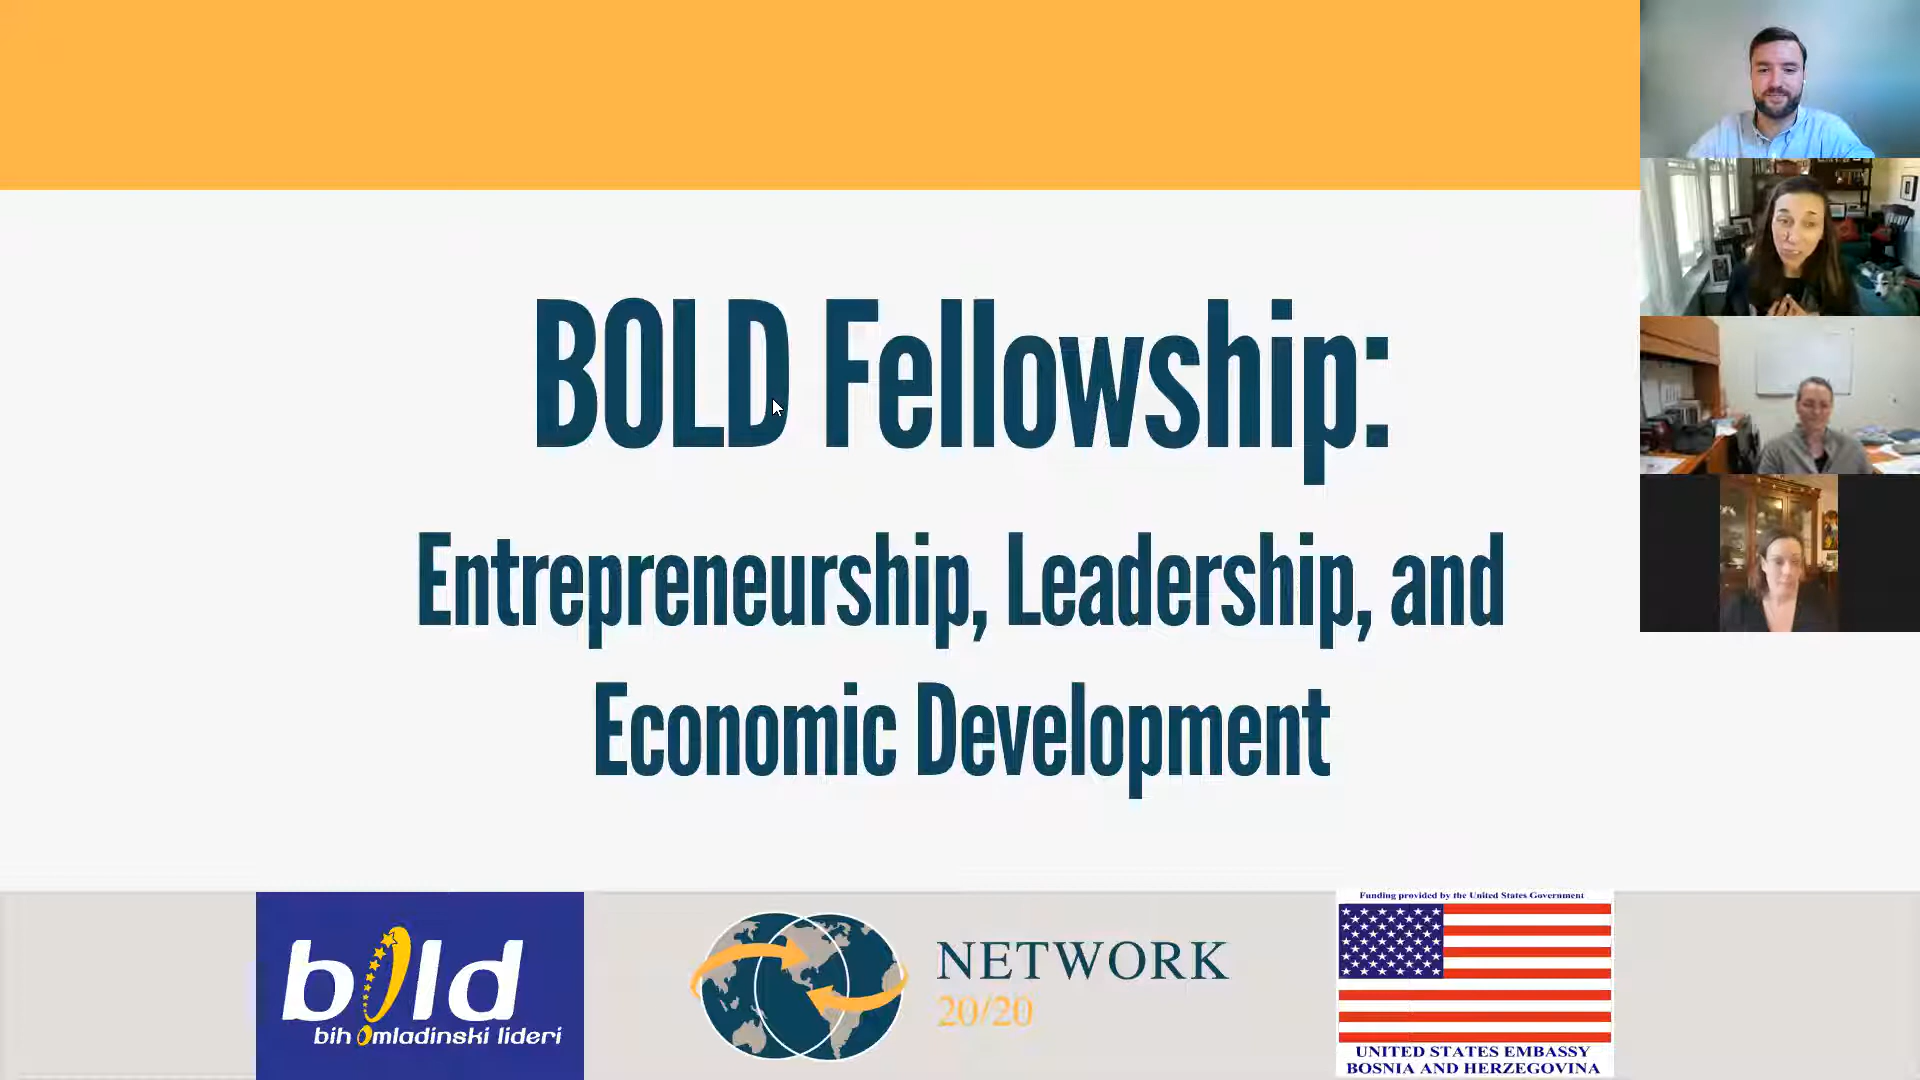 BOLD Fellowship:
Entrepreneurship, Leadership, and
Economic Development
bold
bih omladinski lideri
NETWORK
20/20
Funding provided by the United States Government
UNITED STATES EMBASSY
BOSNIA AND HERZEGOVINA